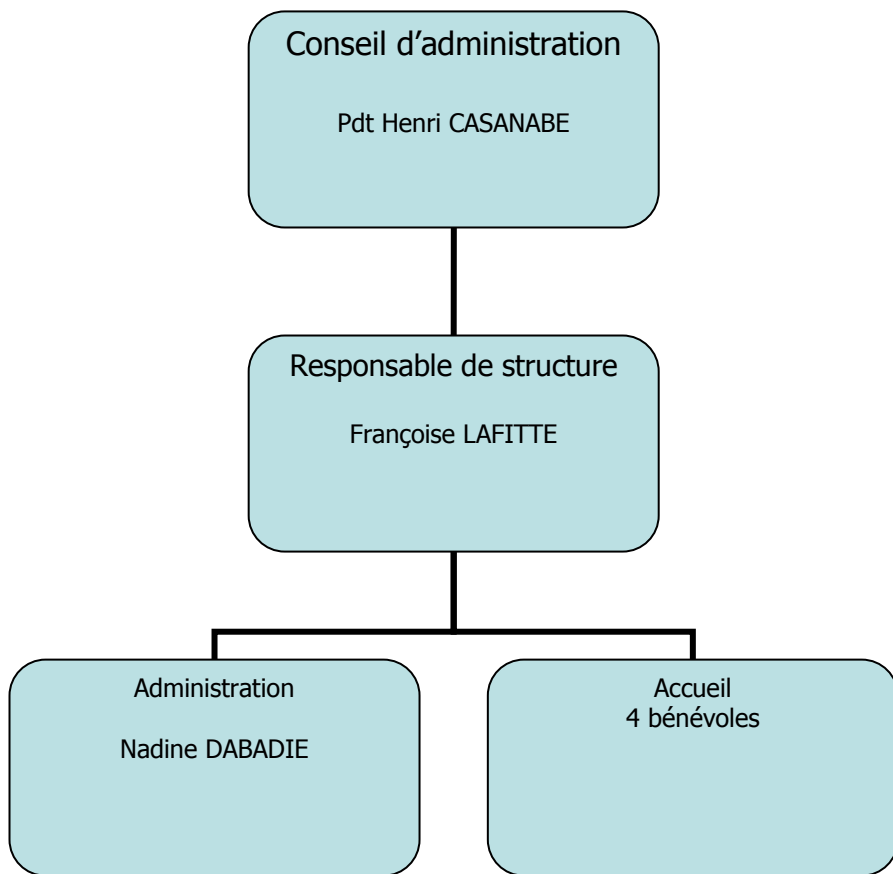 Conseil d’administration
Pdt Henri CASANABE
Responsable de structure
Françoise LAFITTE
Administration
Nadine DABADIE
Accueil
4 bénévoles